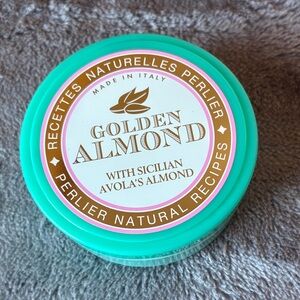 RECETTES NATURELLES PERLIER
MADE IN ITALY
GOLDEN
ALMOND
WITH SICILIAN
AVOLA'S ALMOND
PERLIER NATURAL RECIPES